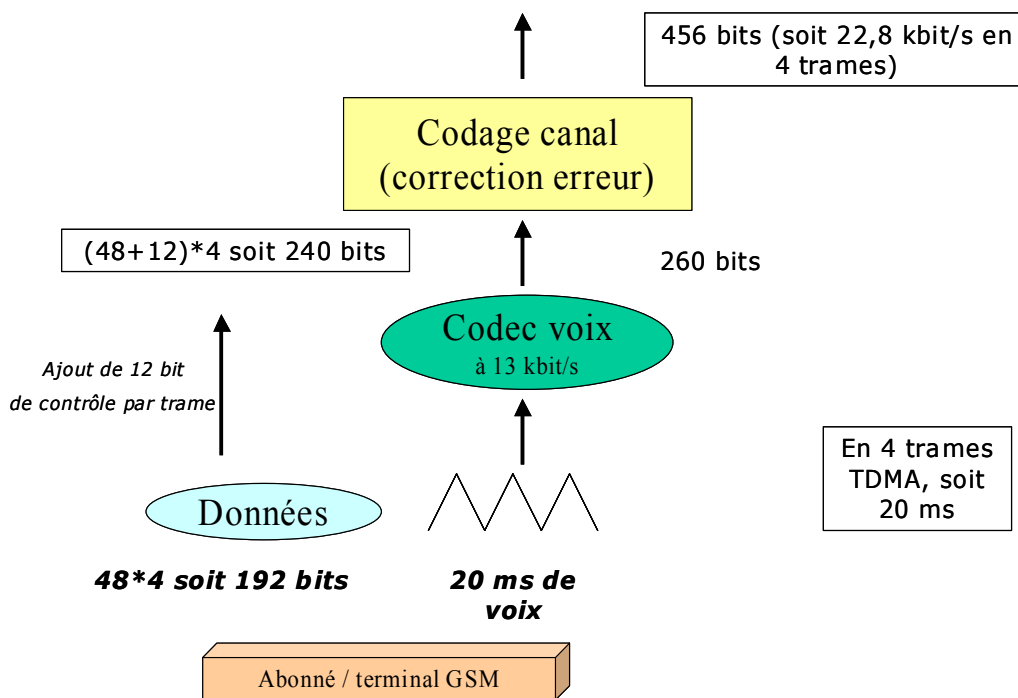 456 bits (soit 22,8 kbit/s en
4 trames)
Codage canal
(correction erreur)
(48+12)*4 soit 240 bits
260 bits
Codec voix
à 13 kbit/s
Ajout de 12 bit
de contrôle par trame
En 4 trames
TDMA, soit
20 ms
Données
48*4 soit 192 bits
20 ms de
voix
Abonné / terminal GSM